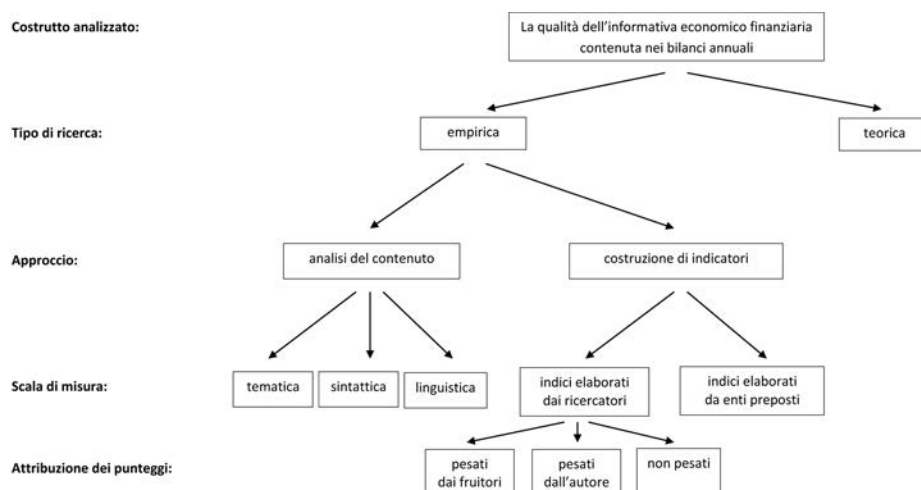 Costrutto analizzato:
La qualità dell'informativa economico finanziaria
contenuta nei bilanci annuali
Tipo di ricerca:
empirica
teorica
Approccio:
analisi del contenuto
costruzione di indicatori
Scala di misura:
tematica
sintattica
linguistica
indici elaborati
dai ricercatori
indici elaborati
da enti preposti
Attribuzione dei punteggi:
pesati
dai fruitori
pesati
dall'autore
non pesati